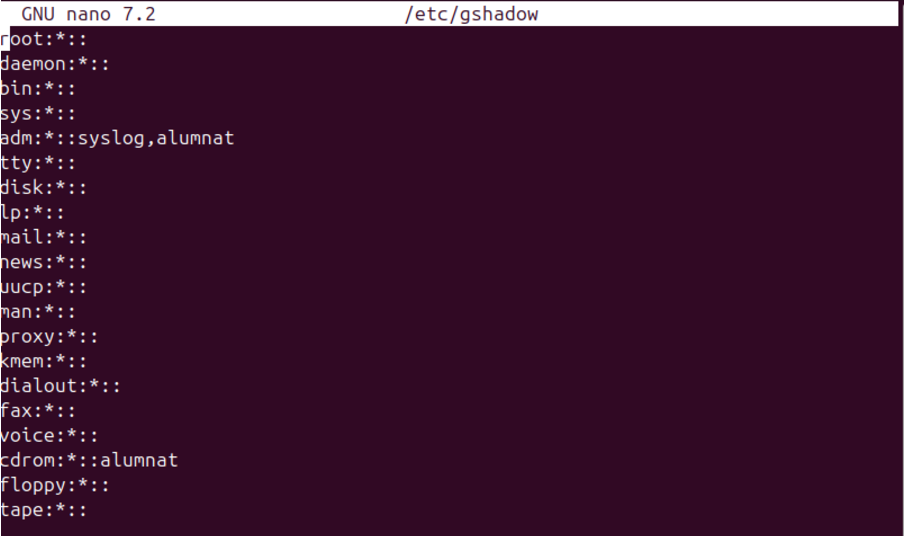 GNU nano 7.2 /etc/gshadow
root:*::
daemon:*::
bin:*::
sys:*::
adm:*::syslog,alumnat
tty:*::
disk:*::
lp:*::
mail:*::
news:*::
uucp:*::
man:*::
proxy:*::
kmem:*::
dialout:*::
fax:*::
voice:*::
cdrom:*::alumnat
floppy:*::
tape:*::